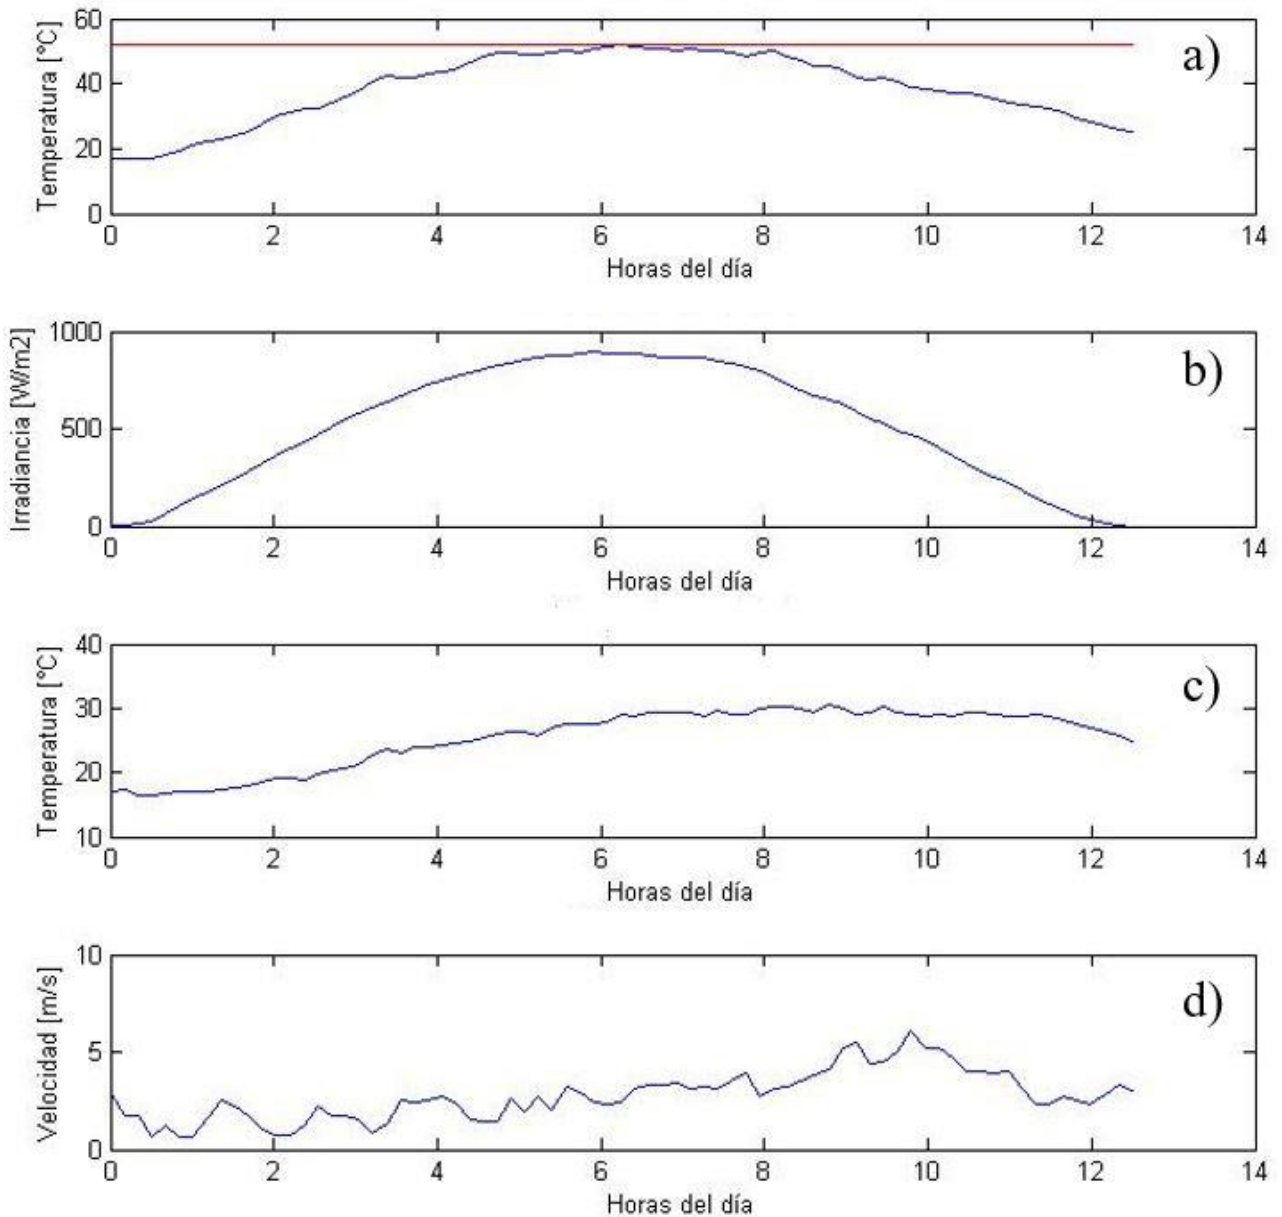 60
40
20
0
Temperatura [°C]
a)
0 2 4 6 8 10 12 14
Horas del día
1000
500
0
Irradiancia [W/m2]
b)
0 2 4 6 8 10 12 14
Horas del día
40
30
20
10
Temperatura [°C]
c)
0 2 4 6 8 10 12 14
Horas del día
10
5
0
Velocidad [m/s]
d)
0 2 4 6 8 10 12 14
Horas del día